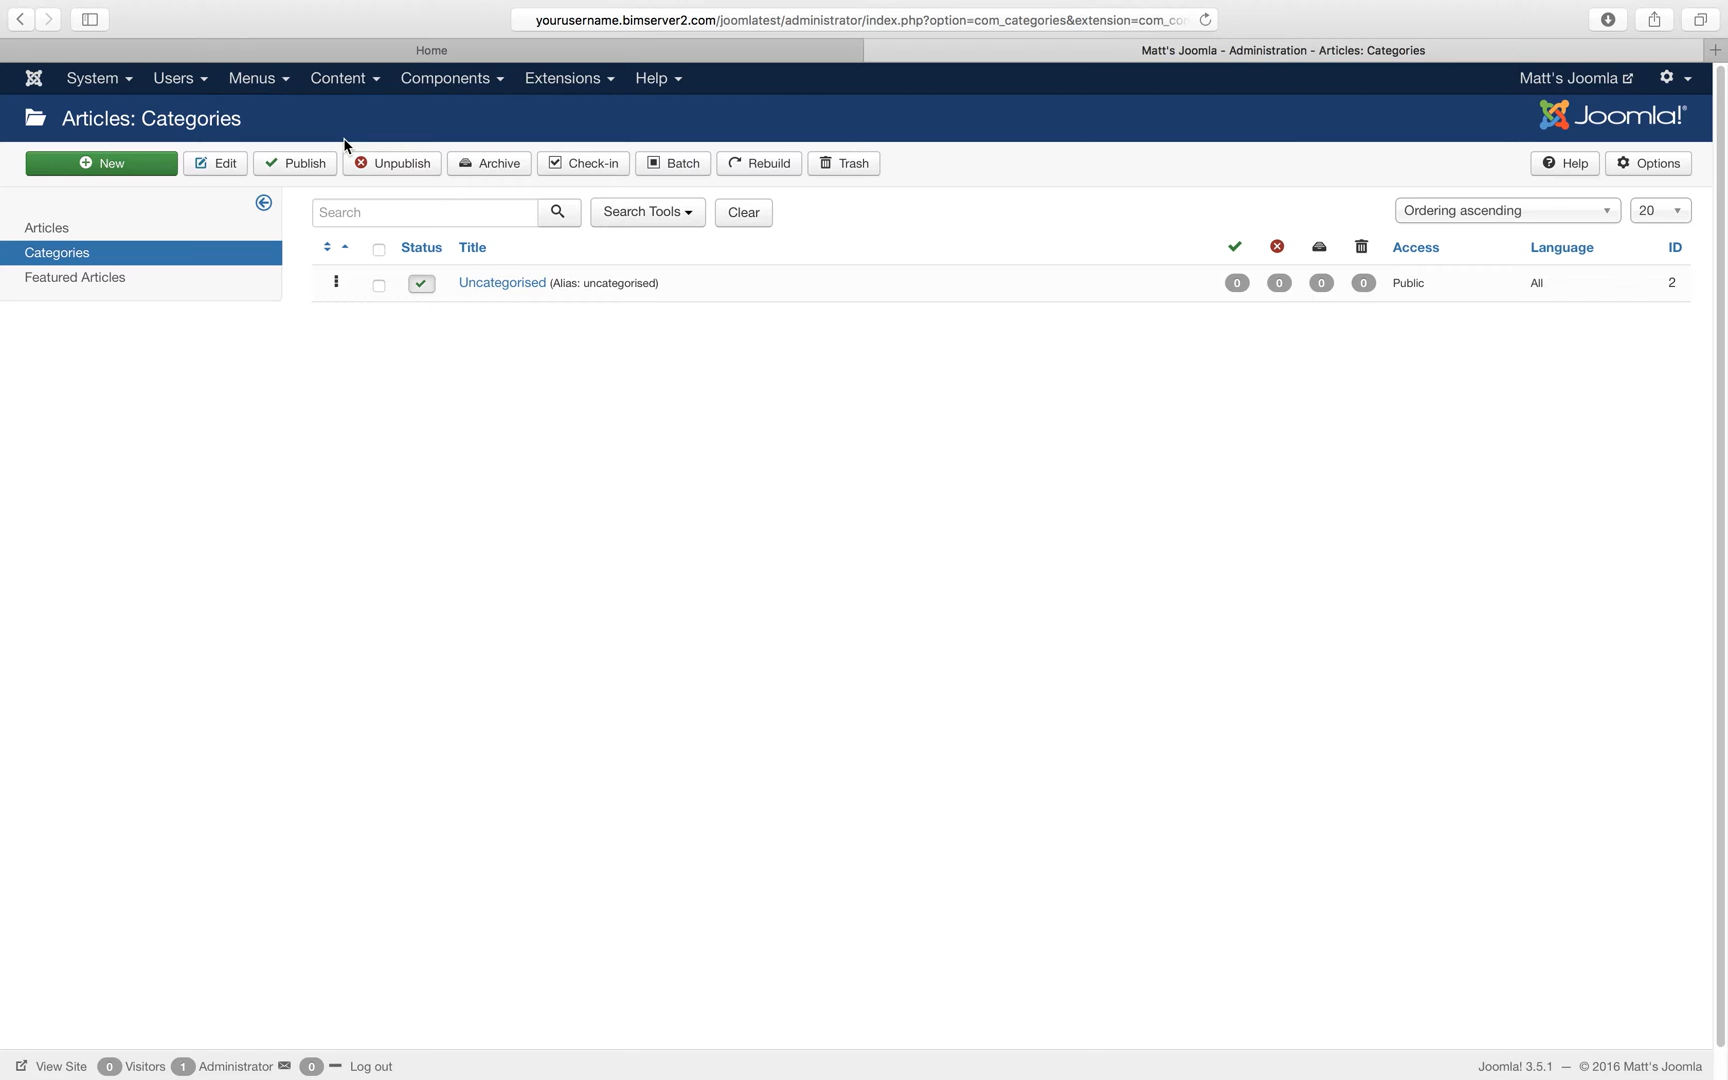 yourusername.bimserver2.com/joomlatest/administrator/index.php?option=com_categories&extension=com_co
Home
Matt's Joomla - Administration - Articles: Categories
System Users Menus Content Components Extensions Help Matt's Joomla
Articles: Categories Joomla!®
New Edit Publish Unpublish Archive Check-in Batch Rebuild Trash Help Options
Search Search Tools Clear Ordering ascending 20
Articles
Categories
Featured Articles
Status Title Access Language ID
Uncategorised (Alias: uncategorised) 0 0 0 0 Public All 2
View Site 0 Visitors 1 Administrator 0 Log out Joomla! 3.5.1 — © 2016 Matt's Joomla